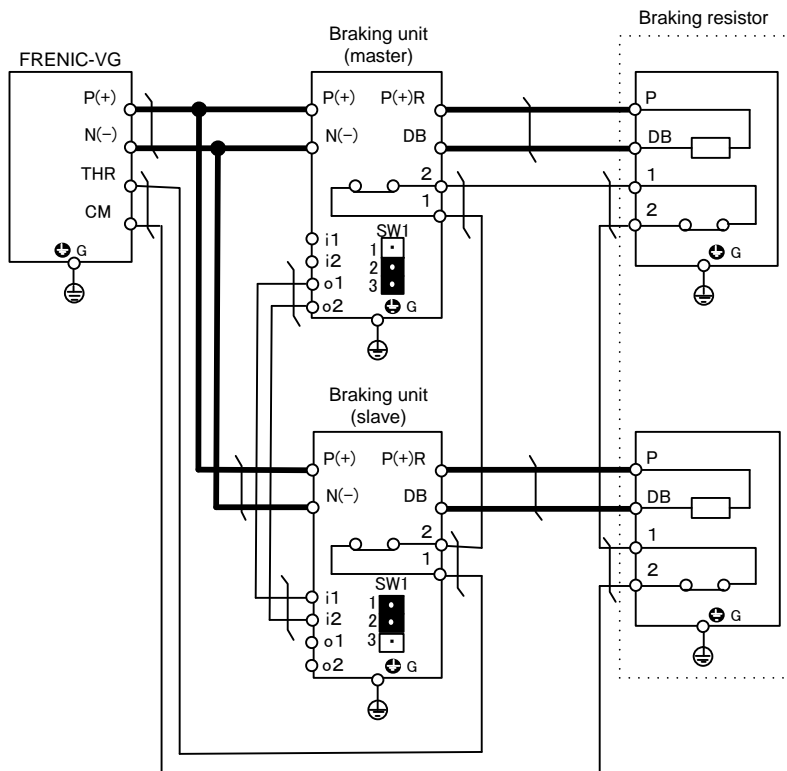 Braking resistor
Braking unit
(master)
FRENIC-VG
P(+)
N(−)
THR
CM
G
P(+) P(+)R
N(−) DB
2
1
i1
i2
o1
o2
SW1
1
2
3
G
P
DB
1
2
G
Braking unit
(slave)
P(+) P(+)R
N(−) DB
2
1
i1
i2
o1
o2
SW1
1
2
3
G
P
DB
1
2
G